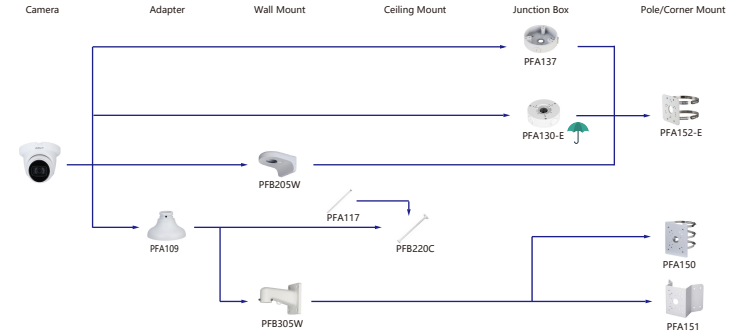 Camera Adapter Wall Mount Ceiling Mount Junction Box Pole/Corner Mount
PFA137
PFA130-E
PFA152-E
PFB205W
PFA117
PFA109
PFB220C
PFA150
PFB305W
PFA151